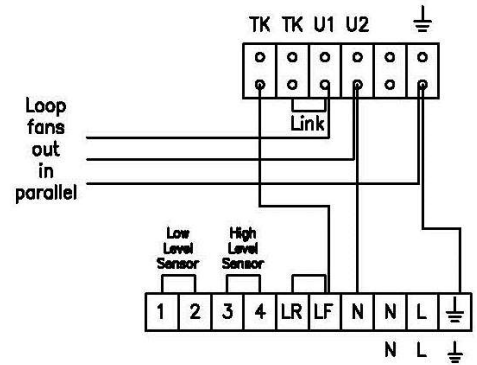 TK TK U1 U2
Link
Loop
fans
out
in
parallel
Low
Level
Sensor
High
Level
Sensor
1 2 3 4 LR LF N N L
N L